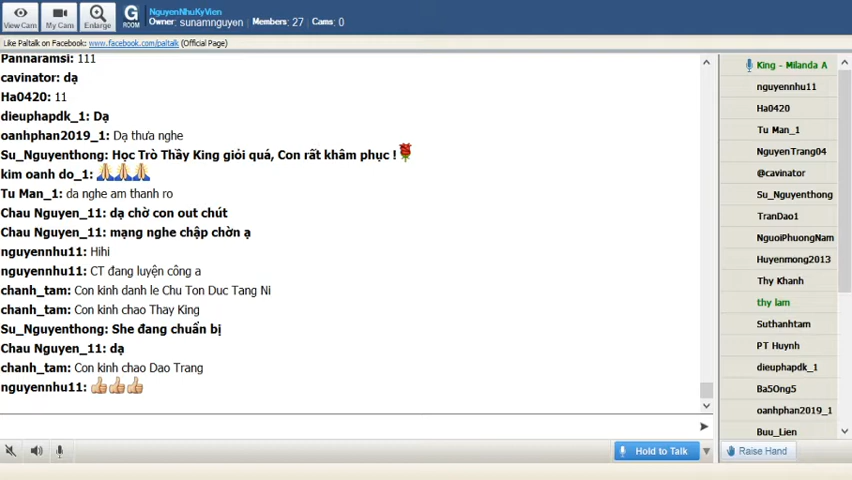 View Cam
My Cam
Enlarge
G
ROOM
NguyenNhuKyVien
Owner: sunamnguyen Members: 27 Cams: 0
Like Paltalk on Facebook: www.facebook.com/paltalk (Official Page)
Pannaramsi: 111
cavinator: dạ
Ha0420: 11
dieuphapdk_1: Dạ
oanhphan2019_1: Dạ thưa nghe
Su_Nguyenthong: Học Trò Thầy King giỏi quá, Con rất khâm phục !
kim oanh do_1:
Tu Man_1: da nghe am thanh ro
Chau Nguyen_11: dạ chờ con out chút
Chau Nguyen_11: mạng nghe chập chờn ạ
nguyennhu11: Hihi
nguyennhu11: CT đang luyện công a
chanh_tam: Con kinh danh le Chu Ton Duc Tang Ni
chanh_tam: Con kinh chao Thay King
Su_Nguyenthong: She đang chuẩn bị
Chau Nguyen_11: dạ
chanh_tam: Con kinh chao Dao Trang
nguyennhu11:
King - Milanda A
nguyennhu11
Ha0420
Tu Man_1
NguyenTrang04
@cavinator
Su_Nguyenthong
TranDao1
NguoiPhuongNam
Huyenmong2013
Thy Khanh
thy lam
Suthanhtam
PT Huynh
dieuphapdk_1
Ba5Ong5
oanhphan2019_1
Buu_Lien
Hold to Talk
Raise Hand